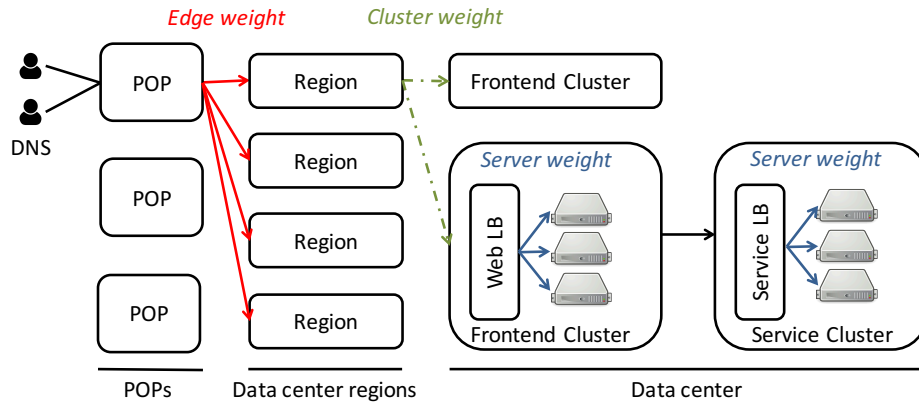 Edge weight
Cluster weight
POP
Region
Frontend Cluster
DNS
Region
Server weight
Server weight
POP
Web LB
Service LB
Region
POP
Region
Frontend Cluster
Service Cluster
POPs
Data center regions
Data center